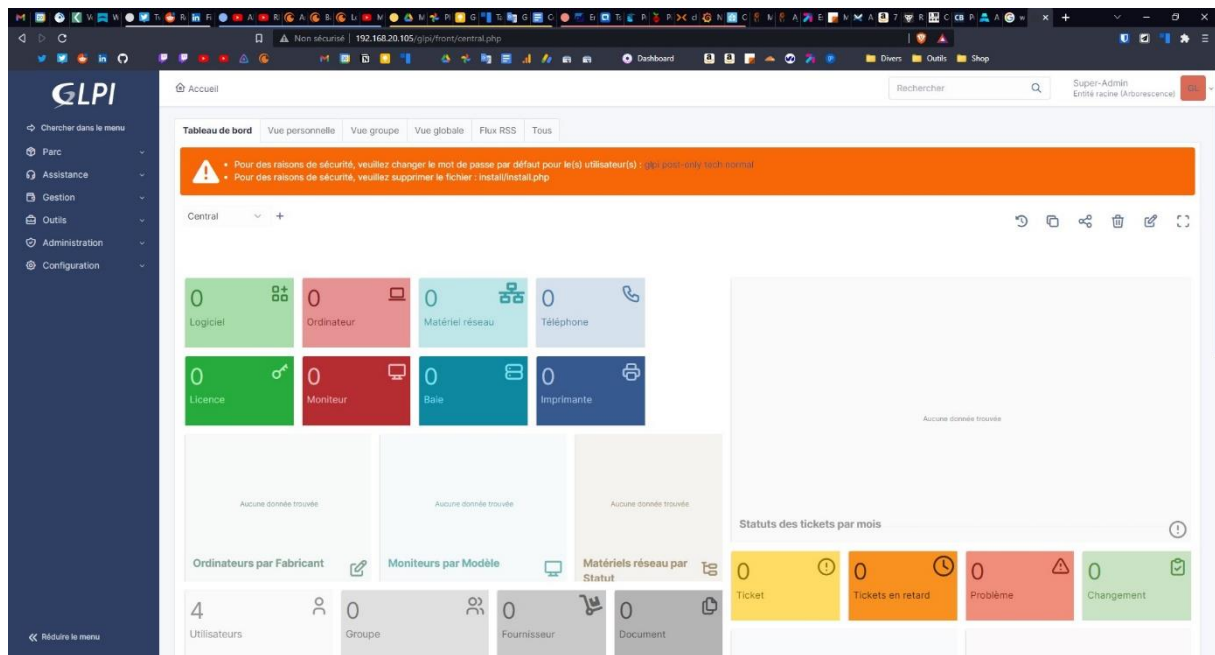 Non sécurisé | 192.168.20.105/glpi/front/central.php
Dashboard
Divers
Outils
Shop
GLPI
Accueil
Rechercher
Super-Admin
Entité racine (Arborescence)
GL
Chercher dans le menu
Parc
Assistance
Gestion
Outils
Administration
Configuration
Réduire le menu
Tableau de bord
Vue personnelle
Vue groupe
Vue globale
Flux RSS
Tous
• Pour des raisons de sécurité, veuillez changer le mot de passe par défaut pour le(s) utilisateur(s) : glpi post-only tech normal
• Pour des raisons de sécurité, veuillez supprimer le fichier : install/install.php
Central
0
Logiciel
0
Ordinateur
0
Matériel réseau
0
Téléphone
0
Licence
0
Moniteur
0
Baie
0
Imprimante
Aucune donnée trouvée
Statuts des tickets par mois
Aucune donnée trouvée
Ordinateurs par Fabricant
Aucune donnée trouvée
Moniteurs par Modèle
Aucune donnée trouvée
Matériels réseau par
Statut
0
Ticket
0
Tickets en retard
0
Problème
0
Changement
4
Utilisateurs
0
Groupe
0
Fournisseur
0
Document